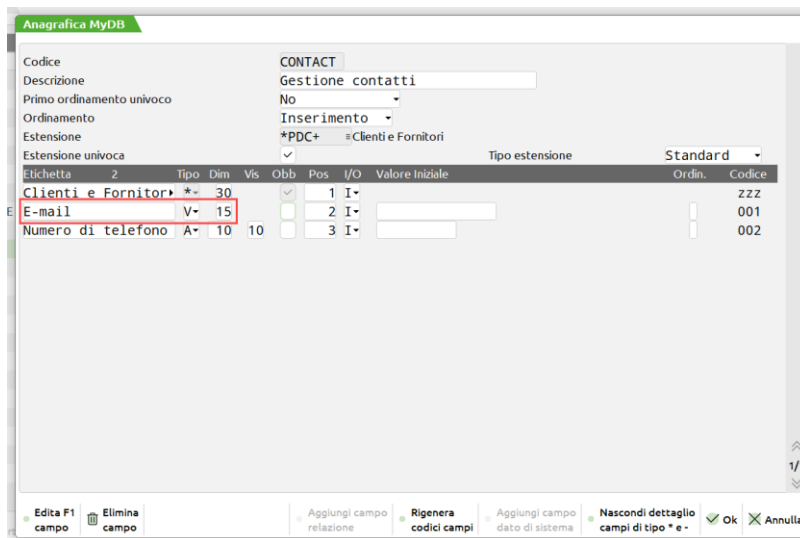 Anagrafica MyDB
Codice CONTACT
Descrizione Gestione contatti
Primo ordinamento univoco No
Ordinamento Inserimento
Estensione *PDC+ Clienti e Fornitori
Estensione univoca Tipo estensione Standard
Etichetta 2 Tipo Dim Vis Obb Pos I/O Valore Iniziale Ordin. Codice
Clienti e Fornitor *- 30 1 I zzz
E-mail V 15 2 I 001
Numero di telefono A 10 10 3 I 002
1/
Edita F1 campo
Elimina campo
Aggiungi campo relazione
Rigenera codici campi
Aggiungi campo dato di sistema
Nascondi dettaglio campi di tipo * e -
Ok
Annulla